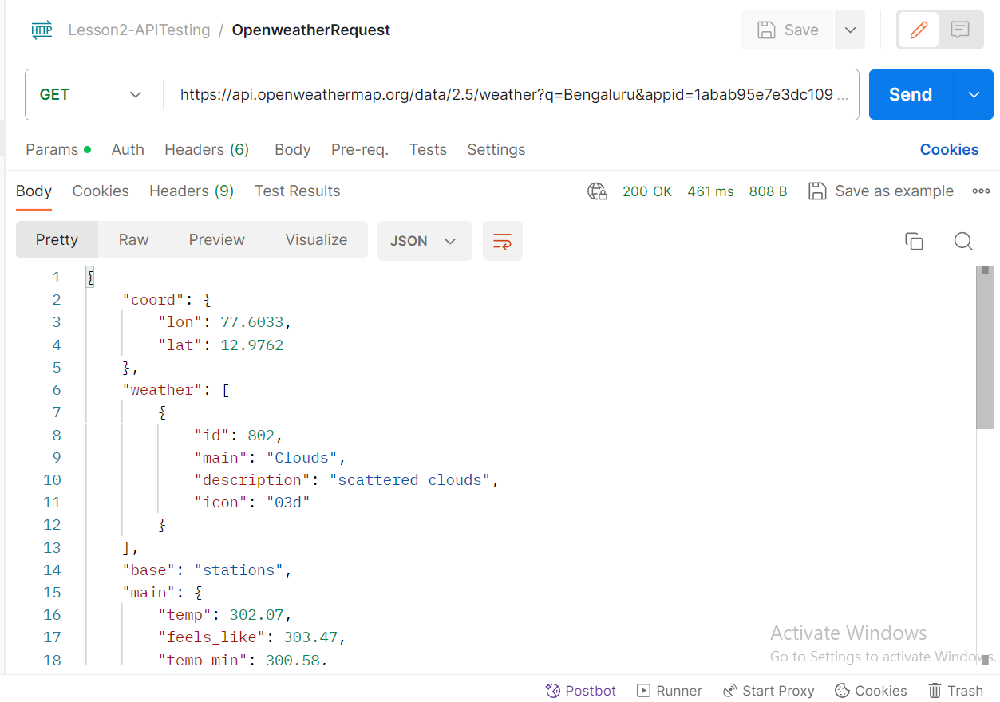 HTTP Lesson2-APITesting / OpenweatherRequest Save
GET https://api.openweathermap.org/data/2.5/weather?q=Bengaluru&appid=1abab95e7e3dc109 ... Send
Params Auth Headers (6) Body Pre-req. Tests Settings Cookies
Body Cookies Headers (9) Test Results 200 OK 461 ms 808 B Save as example
Pretty Raw Preview Visualize JSON
1 {
2 "coord": {
3 "lon": 77.6033,
4 "lat": 12.9762
5 },
6 "weather": [
7 {
8 "id": 802,
9 "main": "Clouds",
10 "description": "scattered clouds",
11 "icon": "03d"
12 }
13 ],
14 "base": "stations",
15 "main": {
16 "temp": 302.07,
17 "feels_like": 303.47,
18 "temp_min": 300.58,
Activate Windows
Go to Settings to activate Windows.
Postbot Runner Start Proxy Cookies Trash